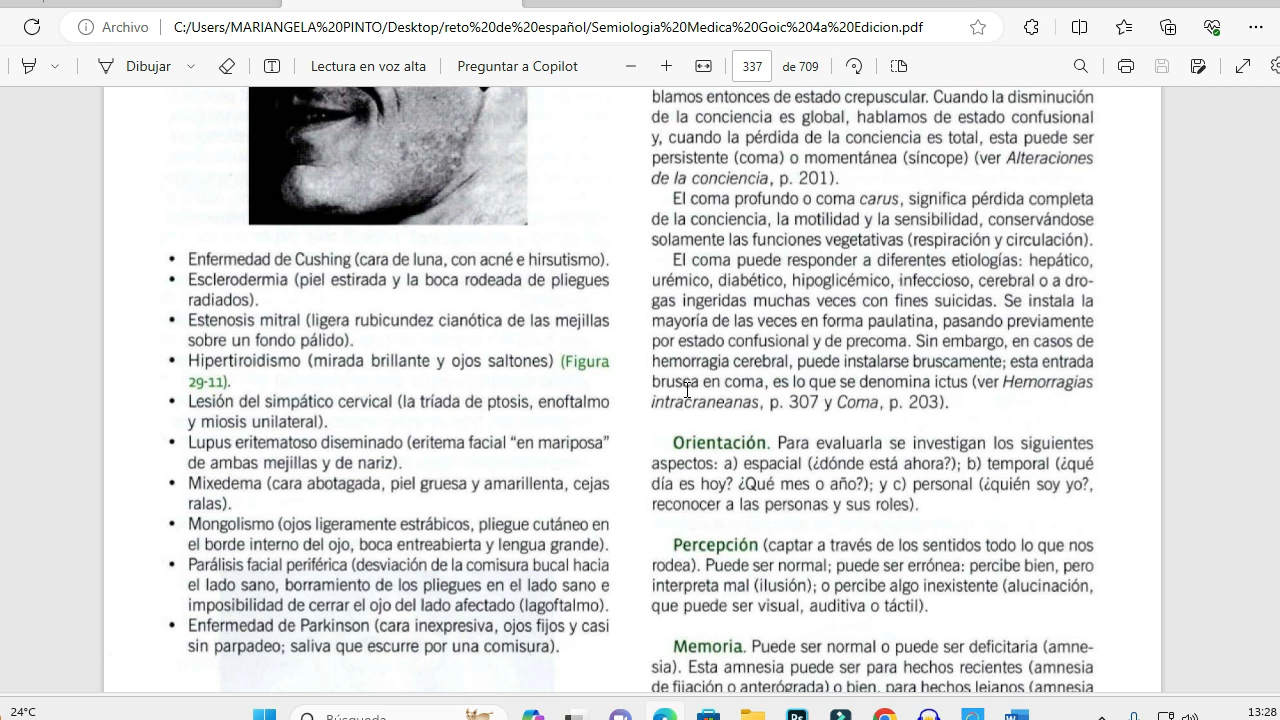 Archivo
C:/Users/MARIANGELA%20PINTO/Desktop/reto%20de%20español/Semiologia%20Medica%20Goic%204a%20Edicion.pdf
Dibujar
Lectura en voz alta
Preguntar a Copilot
337
de 709
• Enfermedad de Cushing (cara de luna, con acné e hirsutismo).
• Esclerodermia (piel estirada y la boca rodeada de pliegues
radiados).
• Estenosis mitral (ligera rubicundez cianótica de las mejillas
sobre un fondo pálido).
• Hipertiroidismo (mirada brillante y ojos saltones) (Figura
29-11).
• Lesión del simpático cervical (la tríada de ptosis, enoftalmo
y miosis unilateral).
• Lupus eritematoso diseminado (eritema facial “en mariposa”
de ambas mejillas y de nariz).
• Mixedema (cara abotagada, piel gruesa y amarillenta, cejas
ralas).
• Mongolismo (ojos ligeramente estrábicos, pliegue cutáneo en
el borde interno del ojo, boca entreabierta y lengua grande).
• Parálisis facial periférica (desviación de la comisura bucal hacia
el lado sano, borramiento de los pliegues en el lado sano e
imposibilidad de cerrar el ojo del lado afectado (lagoftalmo).
• Enfermedad de Parkinson (cara inexpresiva, ojos fijos y casi
sin parpadeo; saliva que escurre por una comisura).
blamos entonces de estado crepuscular. Cuando la disminución
de la conciencia es global, hablamos de estado confusional
y, cuando la pérdida de la conciencia es total, esta puede ser
persistente (coma) o momentánea (síncope) (ver Alteraciones
de la conciencia, p. 201).
El coma profundo o coma carus, significa pérdida completa
de la conciencia, la motilidad y la sensibilidad, conservándose
solamente las funciones vegetativas (respiración y circulación).
El coma puede responder a diferentes etiologías: hepático,
urémico, diabético, hipoglicémico, infeccioso, cerebral o a dro-
gas ingeridas muchas veces con fines suicidas. Se instala la
mayoría de las veces en forma paulatina, pasando previamente
por estado confusional y de precoma. Sin embargo, en casos de
hemorragia cerebral, puede instalarse bruscamente; esta entrada
brusca en coma, es lo que se denomina ictus (ver Hemorragias
intracraneanas, p. 307 y Coma, p. 203).
Orientación. Para evaluarla se investigan los siguientes
aspectos: a) espacial (¿dónde está ahora?); b) temporal (¿qué
día es hoy? ¿Qué mes o año?); y c) personal (¿quién soy yo?,
reconocer a las personas y sus roles).
Percepción (captar a través de los sentidos todo lo que nos
rodea). Puede ser normal; puede ser errónea: percibe bien, pero
interpreta mal (ilusión); o percibe algo inexistente (alucinación,
que puede ser visual, auditiva o táctil).
Memoria. Puede ser normal o puede ser deficitaria (amne-
sia). Esta amnesia puede ser para hechos recientes (amnesia
de fijación o anterógrada) o bien, para hechos lejanos (amnesia
24°C
Búsqueda
13:28